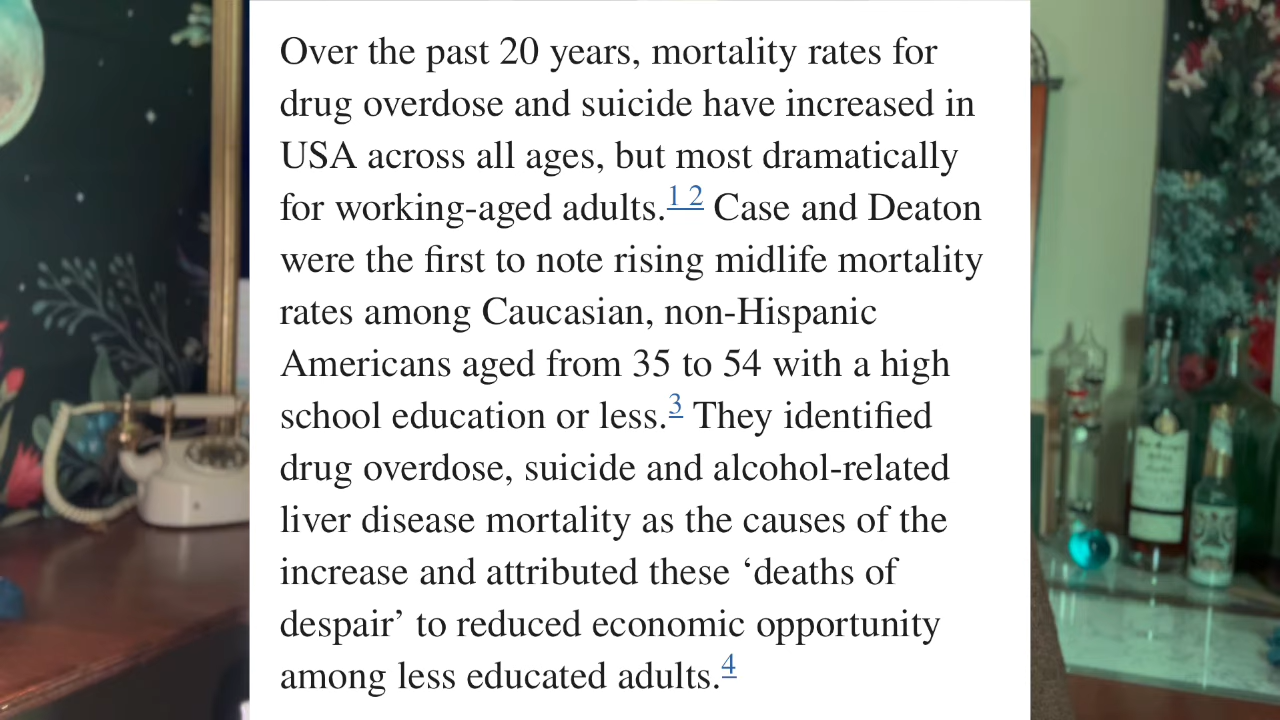 Over the past 20 years, mortality rates for
drug overdose and suicide have increased in
USA across all ages, but most dramatically
for working-aged adults.1 2 Case and Deaton
were the first to note rising midlife mortality
rates among Caucasian, non-Hispanic
Americans aged from 35 to 54 with a high
school education or less.3 They identified
drug overdose, suicide and alcohol-related
liver disease mortality as the causes of the
increase and attributed these ‘deaths of
despair’ to reduced economic opportunity
among less educated adults.4